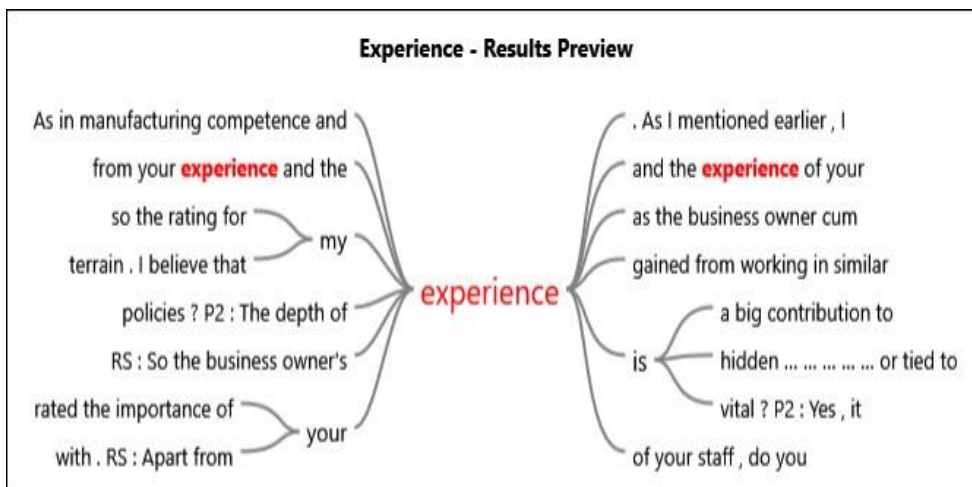 Experience - Results Preview
As in manufacturing competence and
from your experience and the
so the rating for
my
terrain . I believe that
policies ? P2 : The depth of
RS : So the business owner's
rated the importance of
your
with . RS : Apart from
experience
. As I mentioned earlier , I
and the experience of your
as the business owner cum
gained from working in similar
is
a big contribution to
hidden ... ... ... ... ... or tied to
vital ? P2 : Yes , it
of your staff , do you